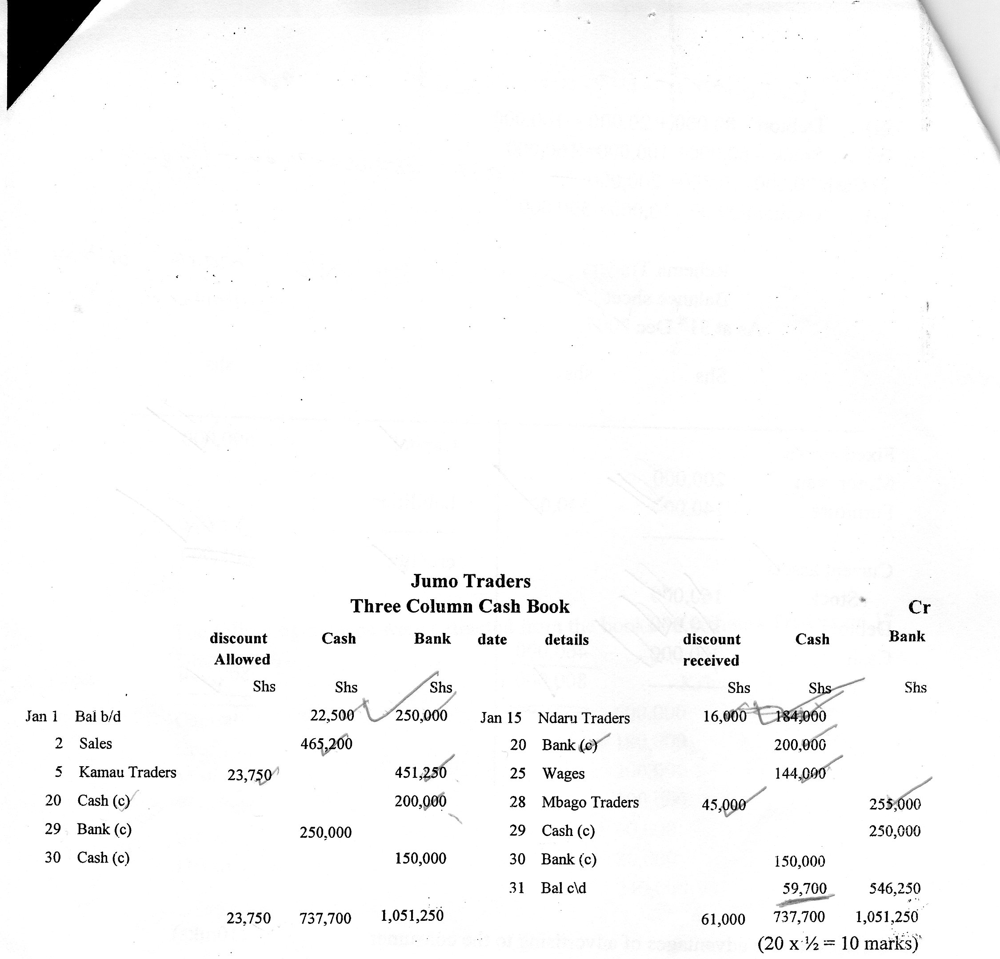 Jumo Traders
Three Column Cash Book Cr
discount Cash Bank date details discount Cash Bank
Allowed received
Shs Shs Shs Shs Shs Shs
Jan 1 Bal b/d 22,500 250,000 Jan 15 Ndaru Traders 16,000 184,000
2 Sales 465,200 20 Bank (c) 200,000
5 Kamau Traders 23,750 451,250 25 Wages 144,000
20 Cash (c) 200,000 28 Mbago Traders 45,000 255,000
29 Bank (c) 250,000 29 Cash (c) 250,000
30 Cash (c) 150,000 30 Bank (c) 150,000
31 Bal c\d 59,700 546,250
23,750 737,700 1,051,250 61,000 737,700 1,051,250
(20 x ½ = 10 marks)